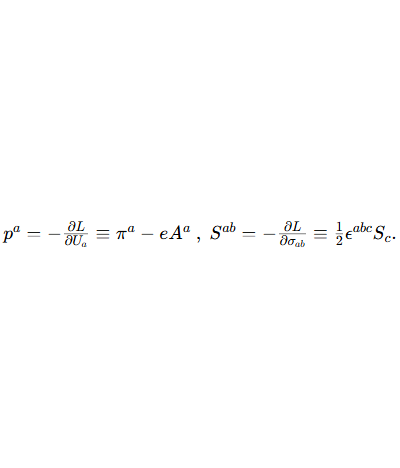 $p^a = -\frac{\partial L}{\partial U_a} \equiv \pi^a - eA^a \;,\; S^{ab} = -\frac{\partial L}{\partial \sigma_{ab}} \equiv \frac{1}{2}\epsilon^{abc}S_c.$